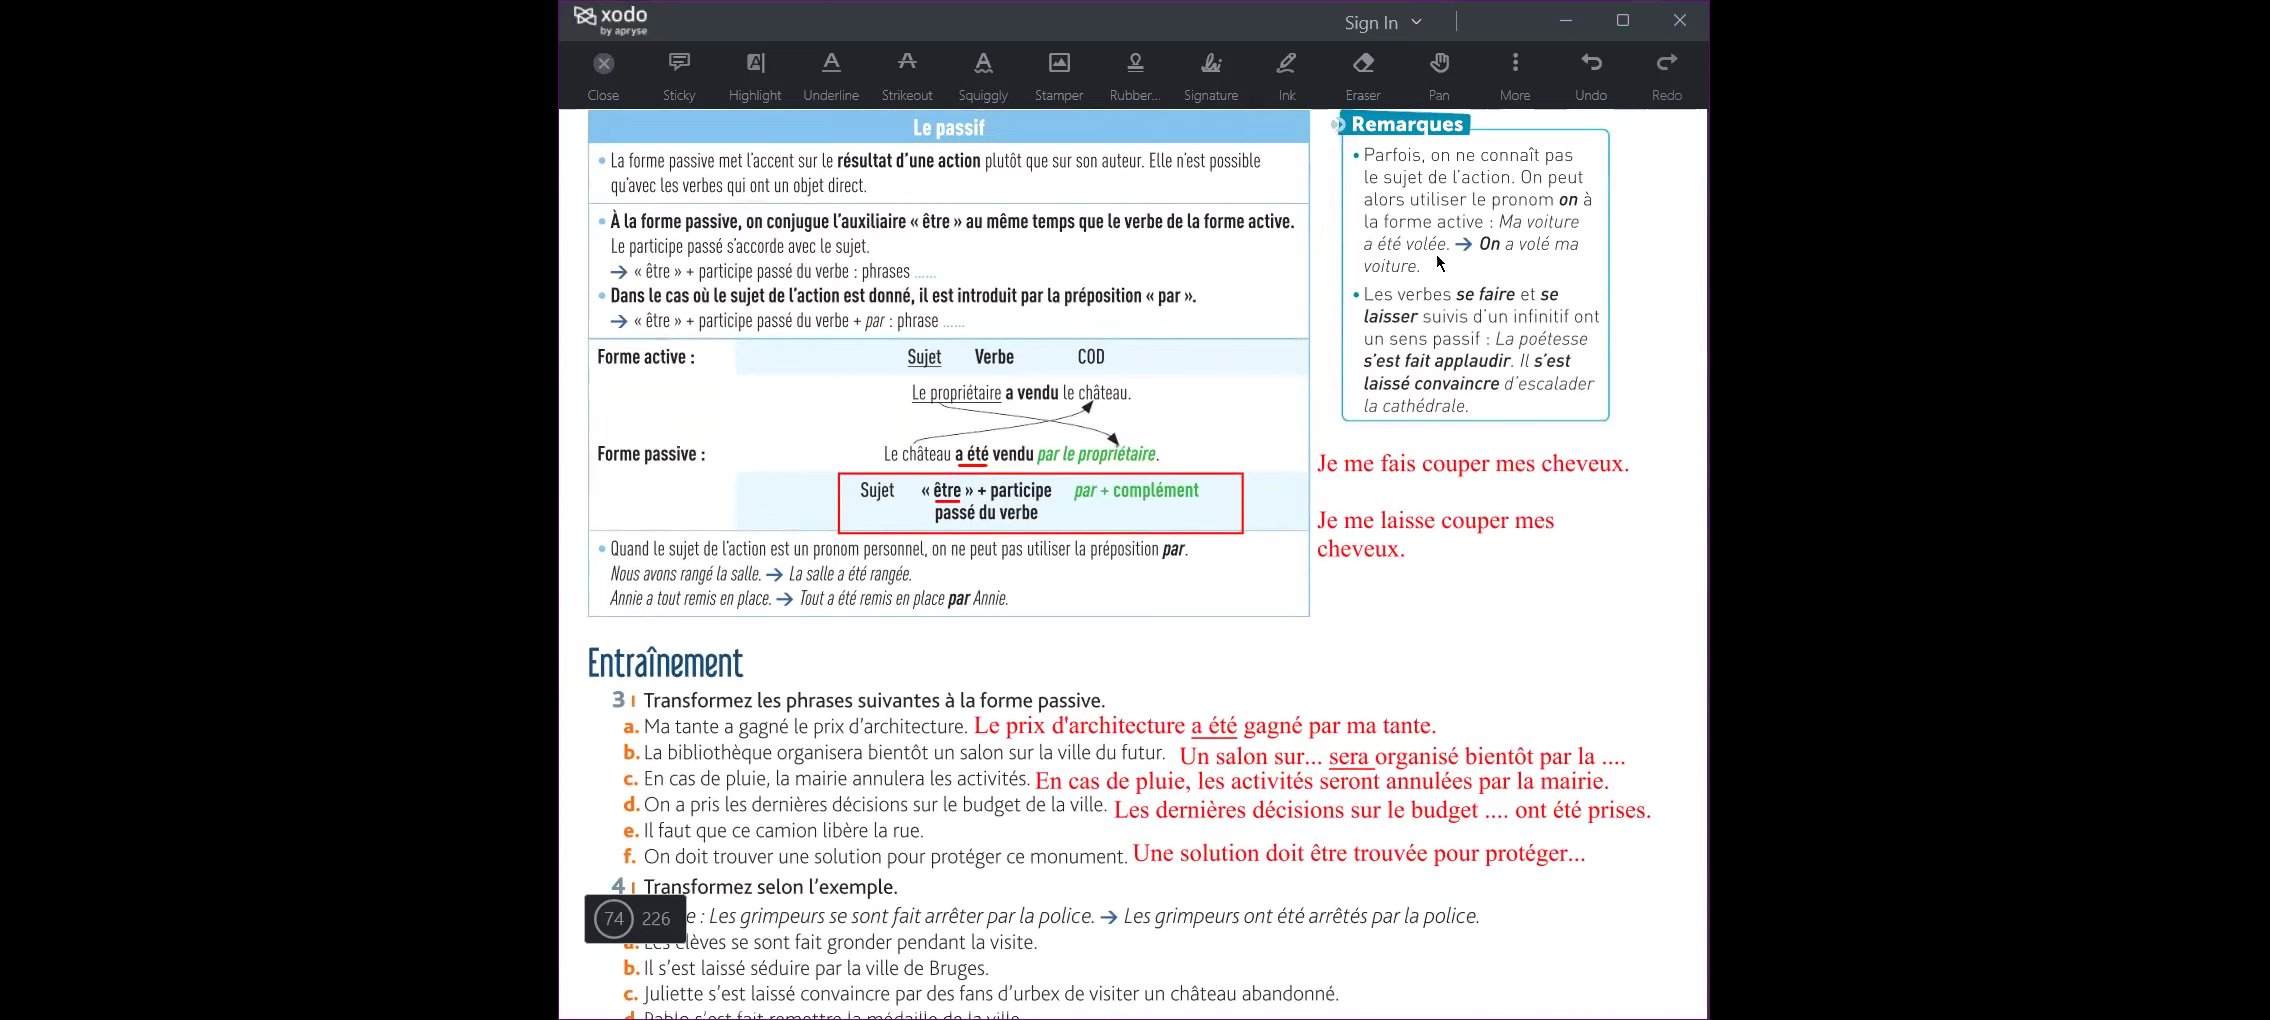 xodo
by apryse
Sign In
Close Sticky Highlight Underline Strikeout Squiggly Stamper Rubber... Signature Ink Eraser Pan More Undo Redo
Le passif
• La forme passive met l'accent sur le résultat d'une action plutôt que sur son auteur. Elle n'est possible
qu'avec les verbes qui ont un objet direct.
• À la forme passive, on conjugue l'auxiliaire « être » au même temps que le verbe de la forme active.
Le participe passé s'accorde avec le sujet.
→ « être » + participe passé du verbe : phrases ......
• Dans le cas où le sujet de l'action est donné, il est introduit par la préposition « par ».
→ « être » + participe passé du verbe + par : phrase ......
Forme active : Sujet Verbe COD
Le propriétaire a vendu le château.
Forme passive : Le château a été vendu par le propriétaire.
Sujet « être » + participe par + complément
passé du verbe
• Quand le sujet de l'action est un pronom personnel, on ne peut pas utiliser la préposition par.
Nous avons rangé la salle. → La salle a été rangée.
Annie a tout remis en place. → Tout a été remis en place par Annie.
Remarques
• Parfois, on ne connaît pas
le sujet de l'action. On peut
alors utiliser le pronom on à
la forme active : Ma voiture
a été volée. → On a volé ma
voiture.
• Les verbes se faire et se
laisser suivis d'un infinitif ont
un sens passif : La poétesse
s'est fait applaudir. Il s'est
laissé convaincre d'escalader
la cathédrale.
Je me fais couper mes cheveux.
Je me laisse couper mes
cheveux.
Entraînement
3 | Transformez les phrases suivantes à la forme passive.
a. Ma tante a gagné le prix d'architecture. Le prix d'architecture a été gagné par ma tante.
b. La bibliothèque organisera bientôt un salon sur la ville du futur. Un salon sur... sera organisé bientôt par la ....
c. En cas de pluie, la mairie annulera les activités. En cas de pluie, les activités seront annulées par la mairie.
d. On a pris les dernières décisions sur le budget de la ville. Les dernières décisions sur le budget .... ont été prises.
e. Il faut que ce camion libère la rue.
f. On doit trouver une solution pour protéger ce monument. Une solution doit être trouvée pour protéger...
4 | Transformez selon l'exemple.
74 226
e : Les grimpeurs se sont fait arrêter par la police. → Les grimpeurs ont été arrêtés par la police.
a. Les élèves se sont fait gronder pendant la visite.
b. Il s'est laissé séduire par la ville de Bruges.
c. Juliette s'est laissé convaincre par des fans d'urbex de visiter un château abandonné.
d. Pablo s'est fait remettre la médaille de la ville.